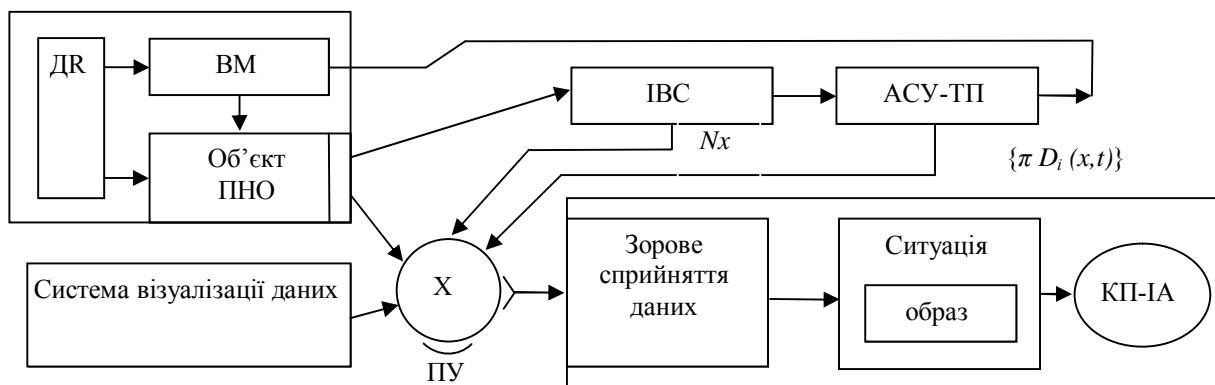 ДR
ВМ
ІВС
АСУ-ТП
Об’єкт
ПНО
Nx
{π Dᵢ (x,t)}
Система візуалізації даних
X
ПУ
Зорове
сприйняття
даних
Ситуація
образ
КП-ІА